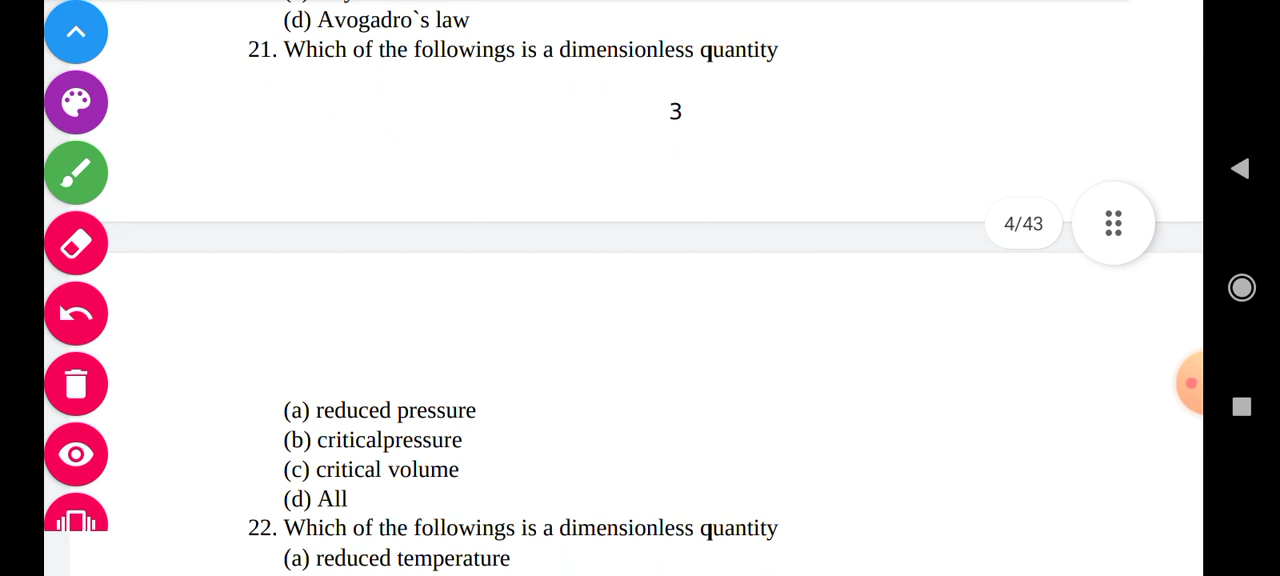 (d) Avogadro`s law
21. Which of the followings is a dimensionless quantity
3
4/43
(a) reduced pressure
(b) criticalpressure
(c) critical volume
(d) All
22. Which of the followings is a dimensionless quantity
(a) reduced temperature